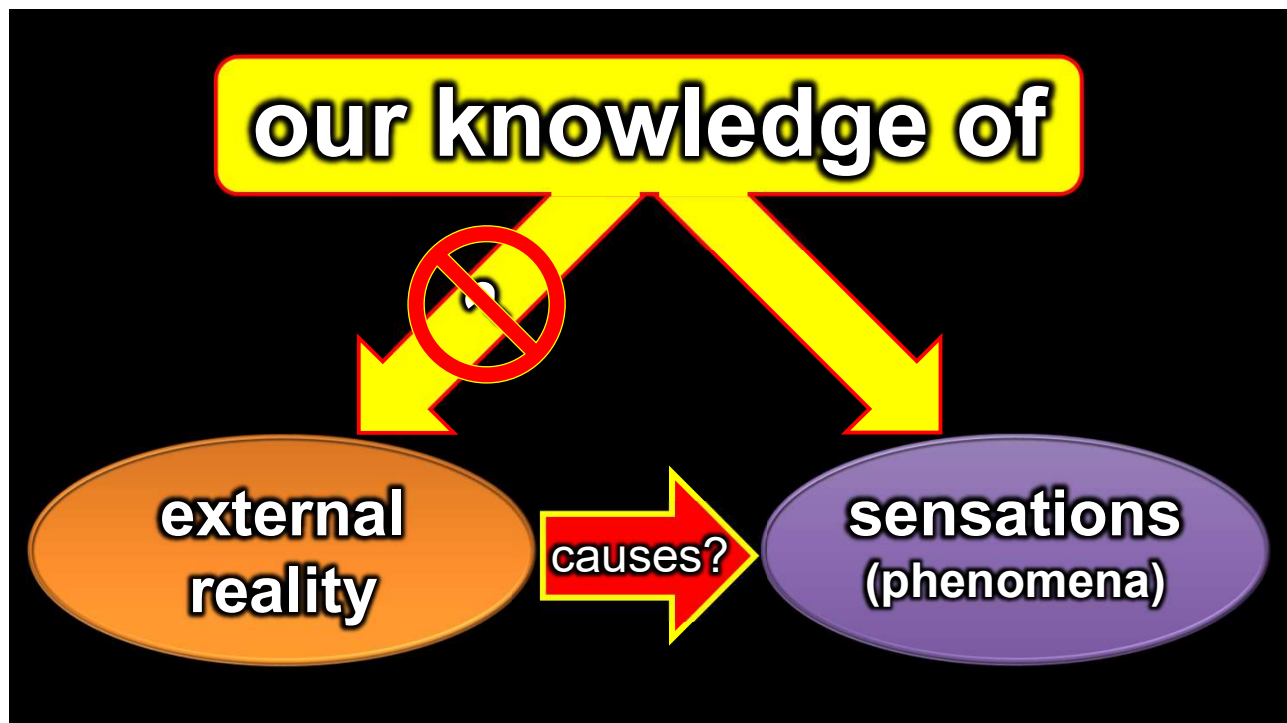 our knowledge of
?
external
reality
causes?
sensations
(phenomena)